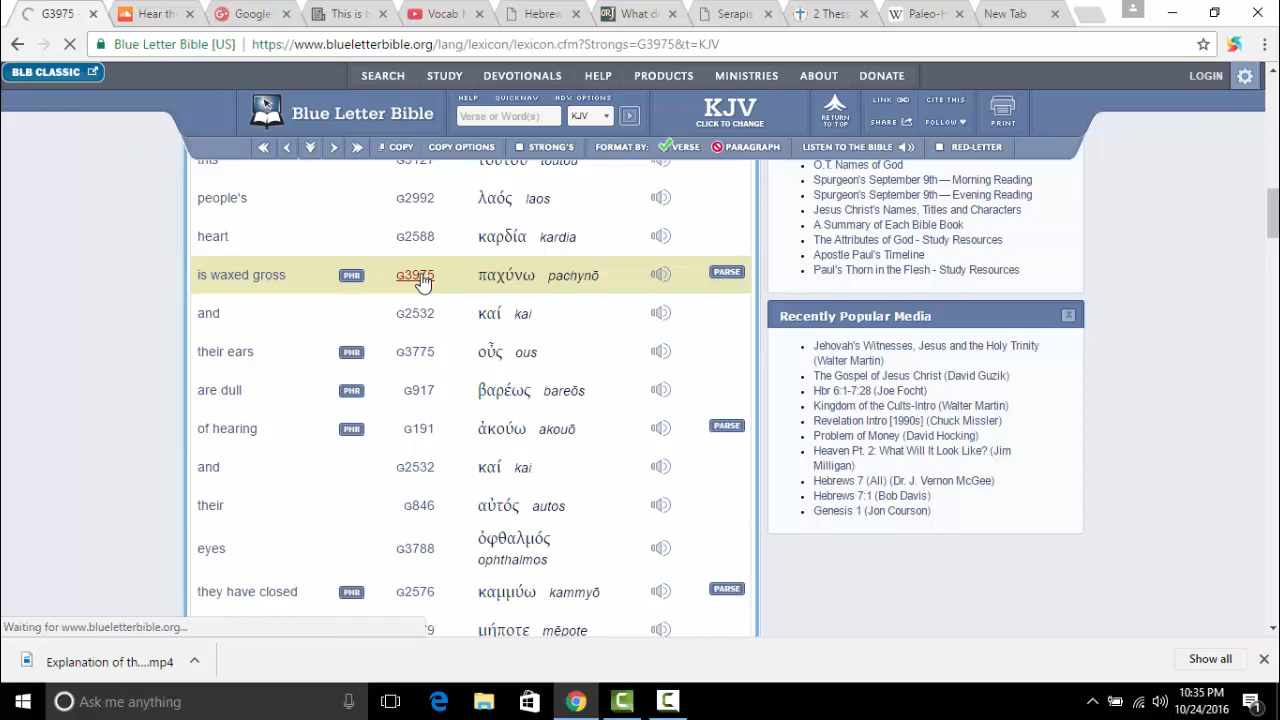 G3975 -
Hear the
Google
This is l
Vocab l
Hebrew
What do
Serapis
2 Thess
Paleo-H
New Tab
Blue Letter Bible [US]
https://www.blueletterbible.org/lang/lexicon/lexicon.cfm?Strongs=G3975&t=KJV
BLB CLASSIC
SEARCH STUDY DEVOTIONALS HELP PRODUCTS MINISTRIES ABOUT DONATE
LOGIN
Blue Letter Bible
HELP QUICKNAV ADV. OPTIONS
Verse or Word(s) KJV
KJV
CLICK TO CHANGE
RETURN
TO TOP
LINK
SHARE
CITE THIS
FOLLOW
PRINT
COPY COPY OPTIONS STRONG'S FORMAT BY: VERSE PARAGRAPH LISTEN TO THE BIBLE RED-LETTER
this G5127 τούτου toutou
people's G2992 λαός laos
heart G2588 καρδία kardia
is waxed gross PHR G3975 παχύνω pachynō PARSE
and G2532 καί kai
their ears PHR G3775 οὖς ous
are dull PHR G917 βαρέως bareōs
of hearing PHR G191 ἀκούω akouō PARSE
and G2532 καί kai
their G846 αὐτός autos
eyes G3788 ὀφθαλμός
ophthalmos
they have closed PHR G2576 καμμύω kammyō PARSE
9 μήποτε mēpote
O.T. Names of God
Spurgeon's September 9th — Morning Reading
Spurgeon's September 9th — Evening Reading
Jesus Christ's Names, Titles and Characters
A Summary of Each Bible Book
The Attributes of God - Study Resources
Apostle Paul's Timeline
Paul's Thorn in the Flesh - Study Resources
Recently Popular Media
Jehovah's Witnesses, Jesus and the Holy Trinity
(Walter Martin)
The Gospel of Jesus Christ (David Guzik)
Hbr 6:1-7:28 (Joe Focht)
Kingdom of the Cults-Intro (Walter Martin)
Revelation Intro [1990s] (Chuck Missler)
Problem of Money (David Hocking)
Heaven Pt. 2: What Will It Look Like? (Jim
Milligan)
Hebrews 7 (All) (Dr. J. Vernon McGee)
Hebrews 7:1 (Bob Davis)
Genesis 1 (Jon Courson)
Waiting for www.blueletterbible.org...
Explanation of th....mp4
Show all
Ask me anything
10:35 PM
10/24/2016
1